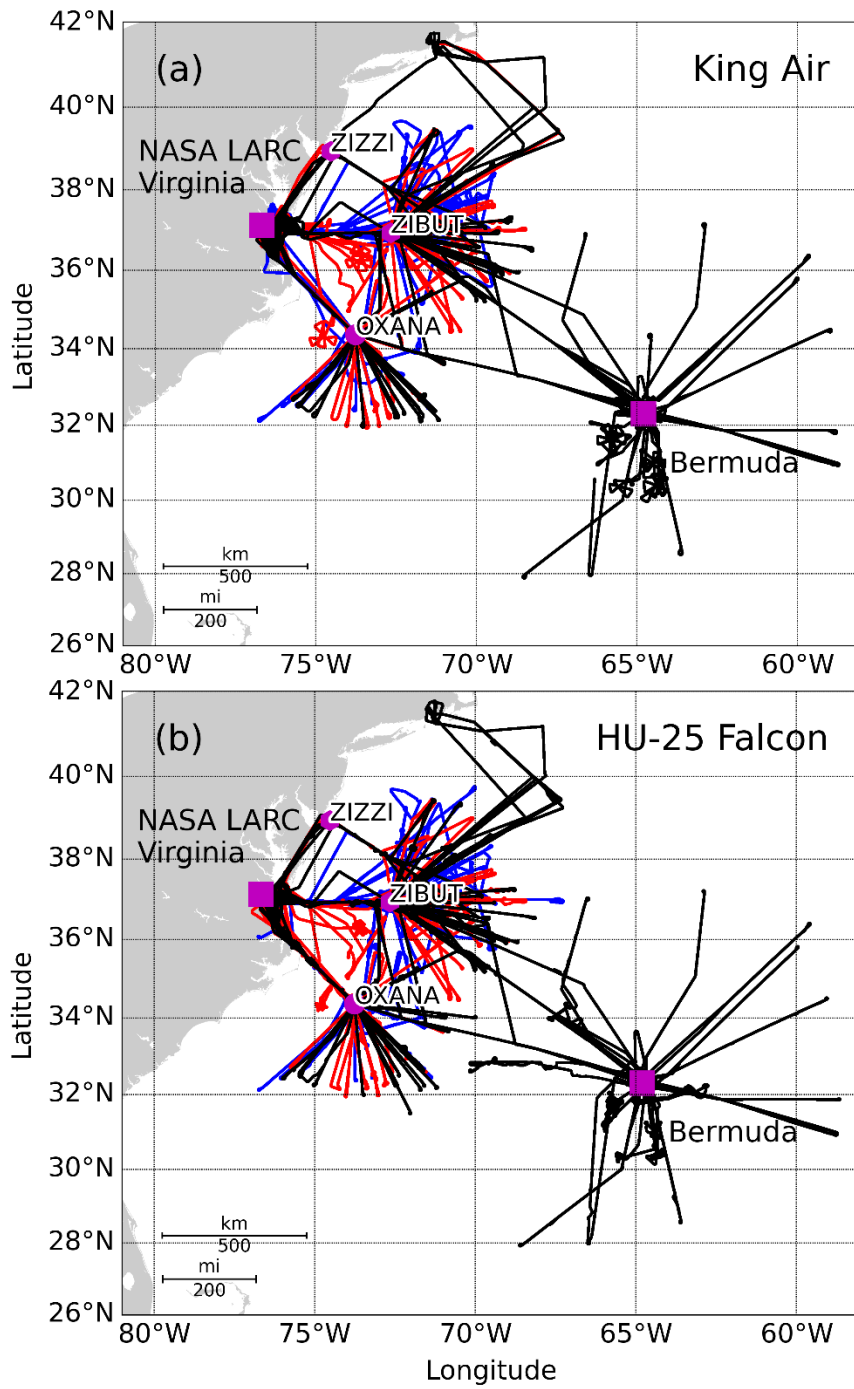 42°N
(a)
King Air
40°N
ZIZZI
NASA LARC
Virginia
38°N
ZIBUT
36°N
Latitude
OXANA
34°N
32°N
Bermuda
30°N
28°N
km
500
mi
200
26°N
80°W 75°W 70°W 65°W 60°W
42°N
(b)
HU-25 Falcon
40°N
ZIZZI
NASA LARC
Virginia
38°N
ZIBUT
36°N
Latitude
OXANA
34°N
32°N
Bermuda
30°N
28°N
km
500
mi
200
26°N
80°W 75°W 70°W 65°W 60°W
Longitude